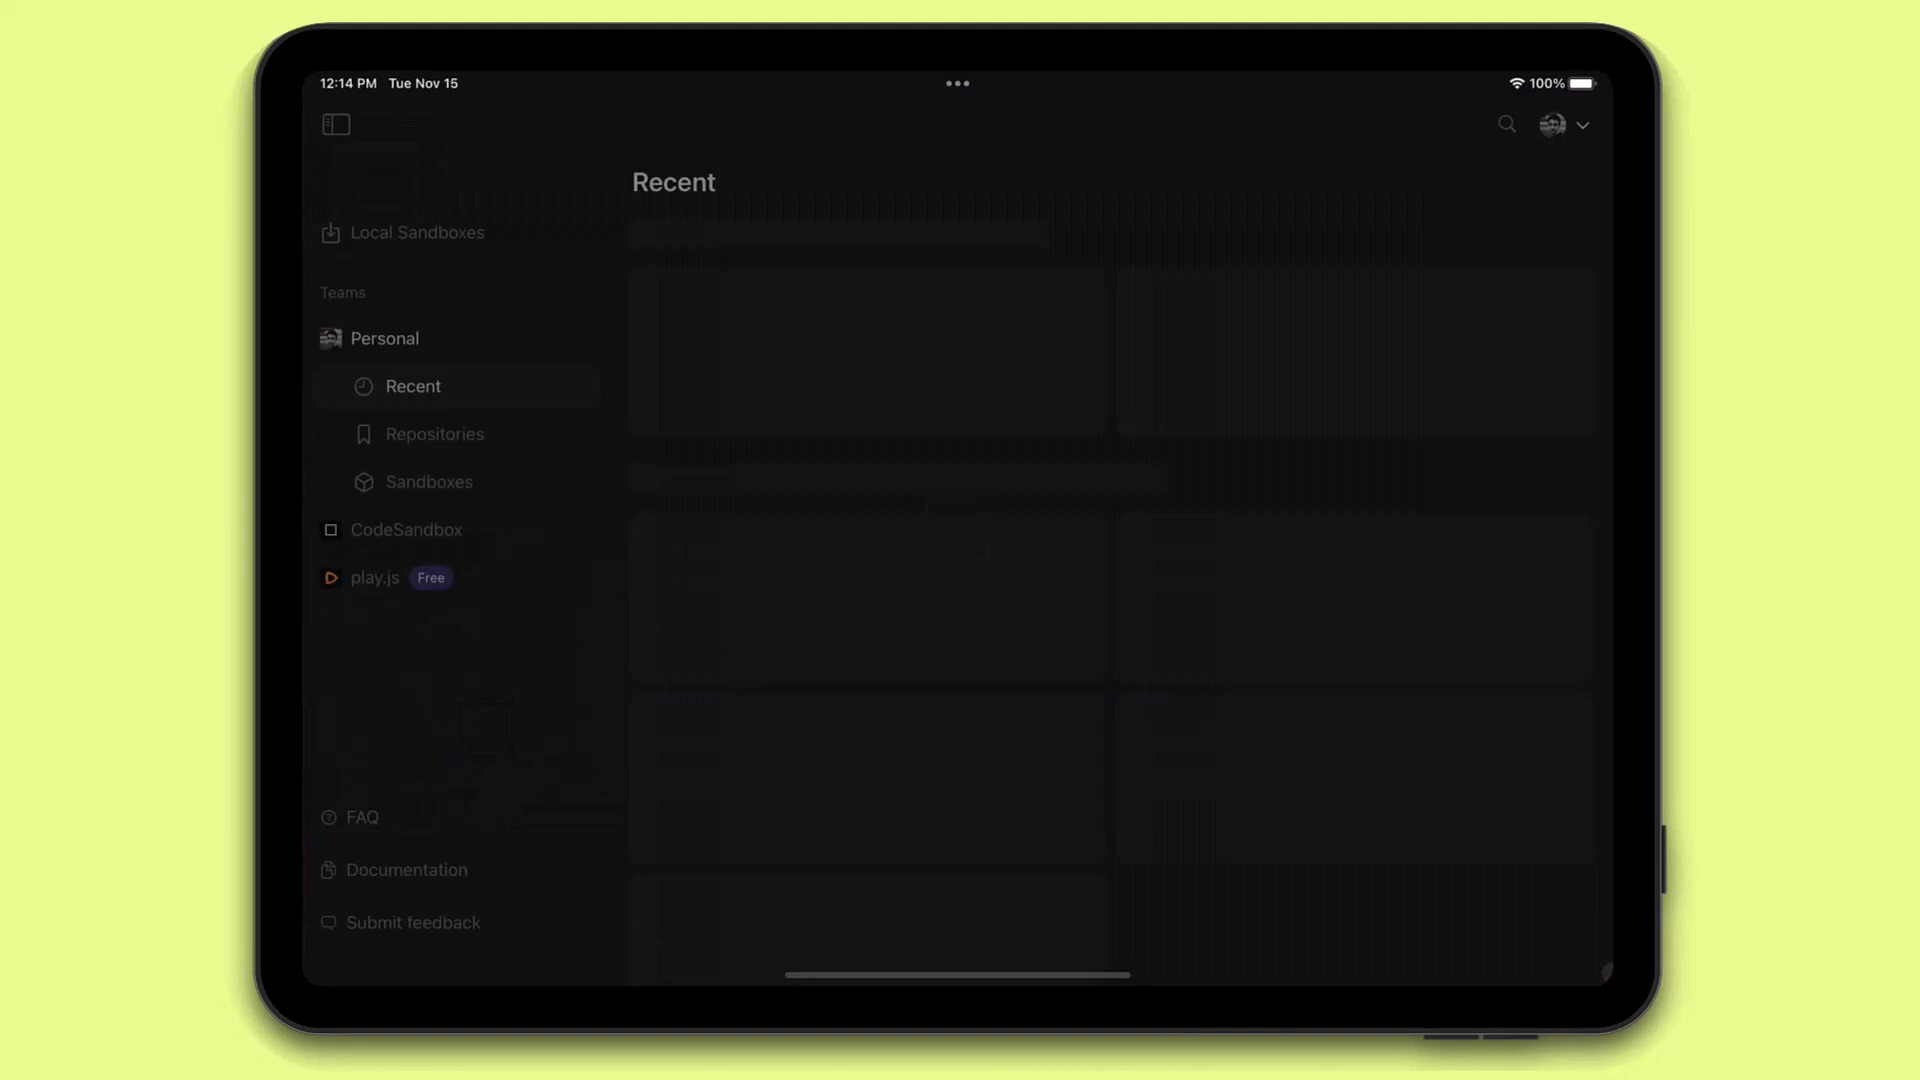 12:14 PM Tue Nov 15
100%
Recent
Local Sandboxes
Teams
Personal
Recent
Repositories
Sandboxes
CodeSandbox
play.js Free
FAQ
Documentation
Submit feedback